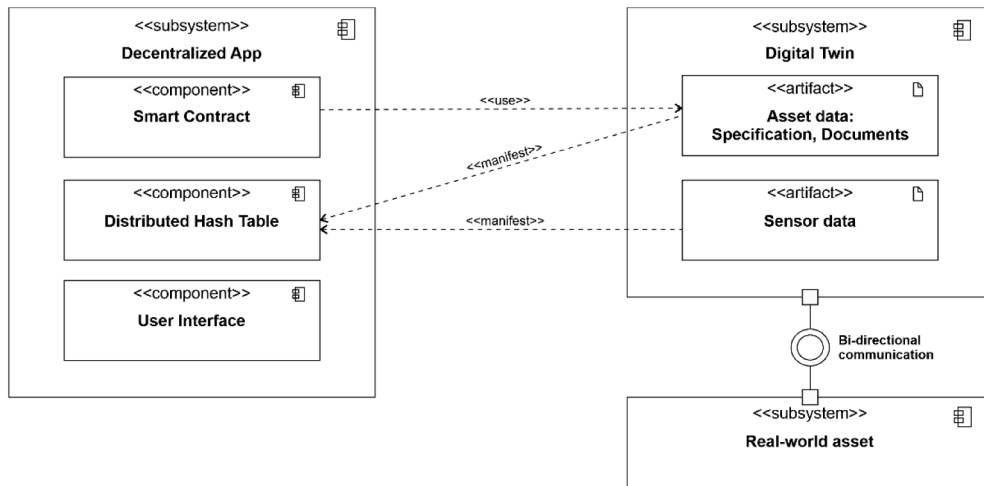 <<subsystem>>
Decentralized App
<<component>>
Smart Contract
<<component>>
Distributed Hash Table
<<component>>
User Interface
<<use>>
<<manifest>>
<<manifest>>
<<subsystem>>
Digital Twin
<<artifact>>
Asset data:
Specification, Documents
<<artifact>>
Sensor data
Bi-directional
communication
<<subsystem>>
Real-world asset